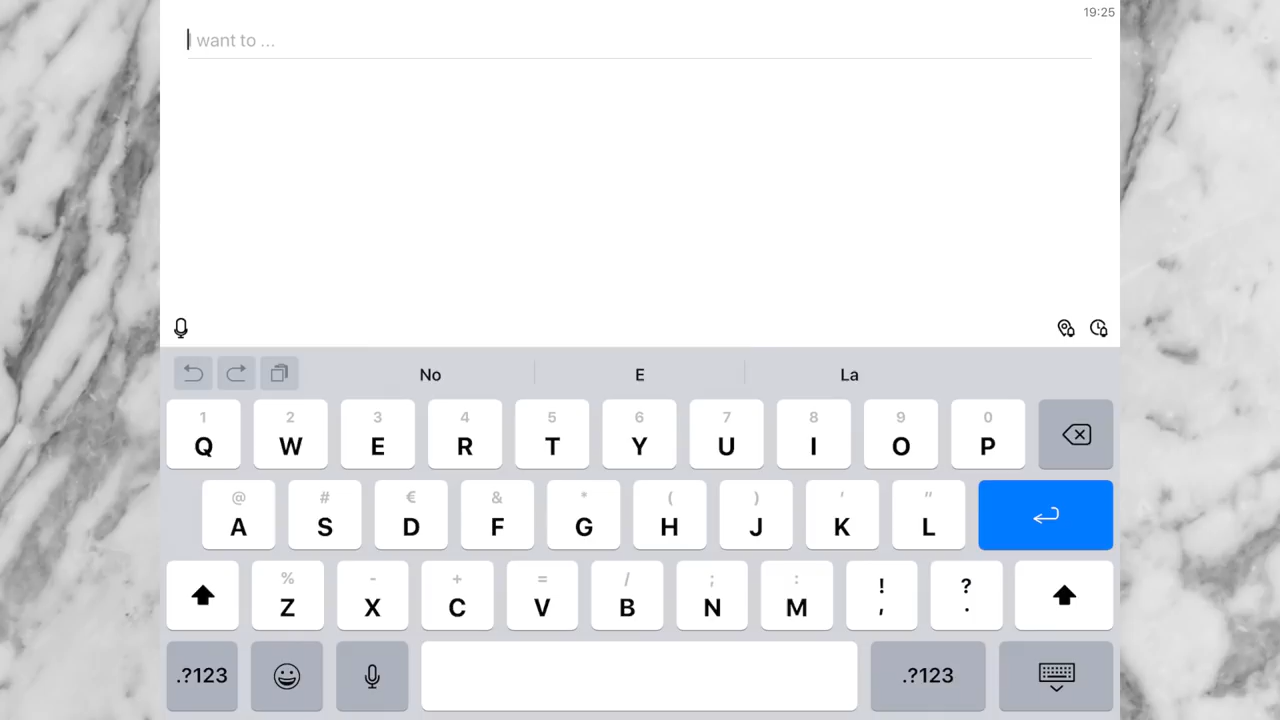 19:25
I want to ...
No E La
1 2 3 4 5 6 7 8 9 0
Q W E R T Y U I O P
@ # € & * ( ) ' "
A S D F G H J K L
% - + = / ; : ! ?
Z X C V B N M , .
.?123 .?123